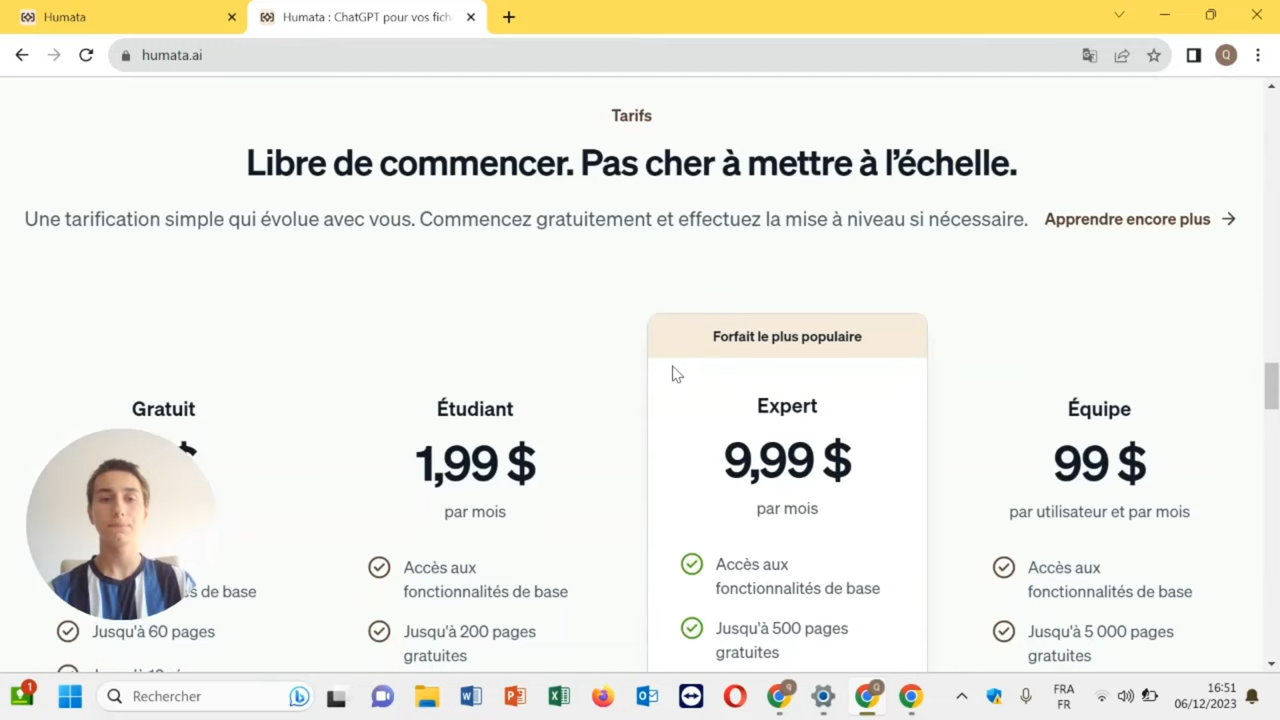 Humata
Humata : ChatGPT pour vos fich
humata.ai
Q
Tarifs
Libre de commencer. Pas cher à mettre à l'échelle.
Une tarification simple qui évolue avec vous. Commencez gratuitement et effectuez la mise à niveau si nécessaire. Apprendre encore plus →
Forfait le plus populaire
Gratuit
$
s de base
Jusqu'à 60 pages
Étudiant
1,99 $
par mois
Accès aux
fonctionnalités de base
Jusqu'à 200 pages
gratuites
Expert
9,99 $
par mois
Accès aux
fonctionnalités de base
Jusqu'à 500 pages
gratuites
Équipe
99 $
par utilisateur et par mois
Accès aux
fonctionnalités de base
Jusqu'à 5 000 pages
gratuites
1
Rechercher
FRA
FR
16:51
06/12/2023